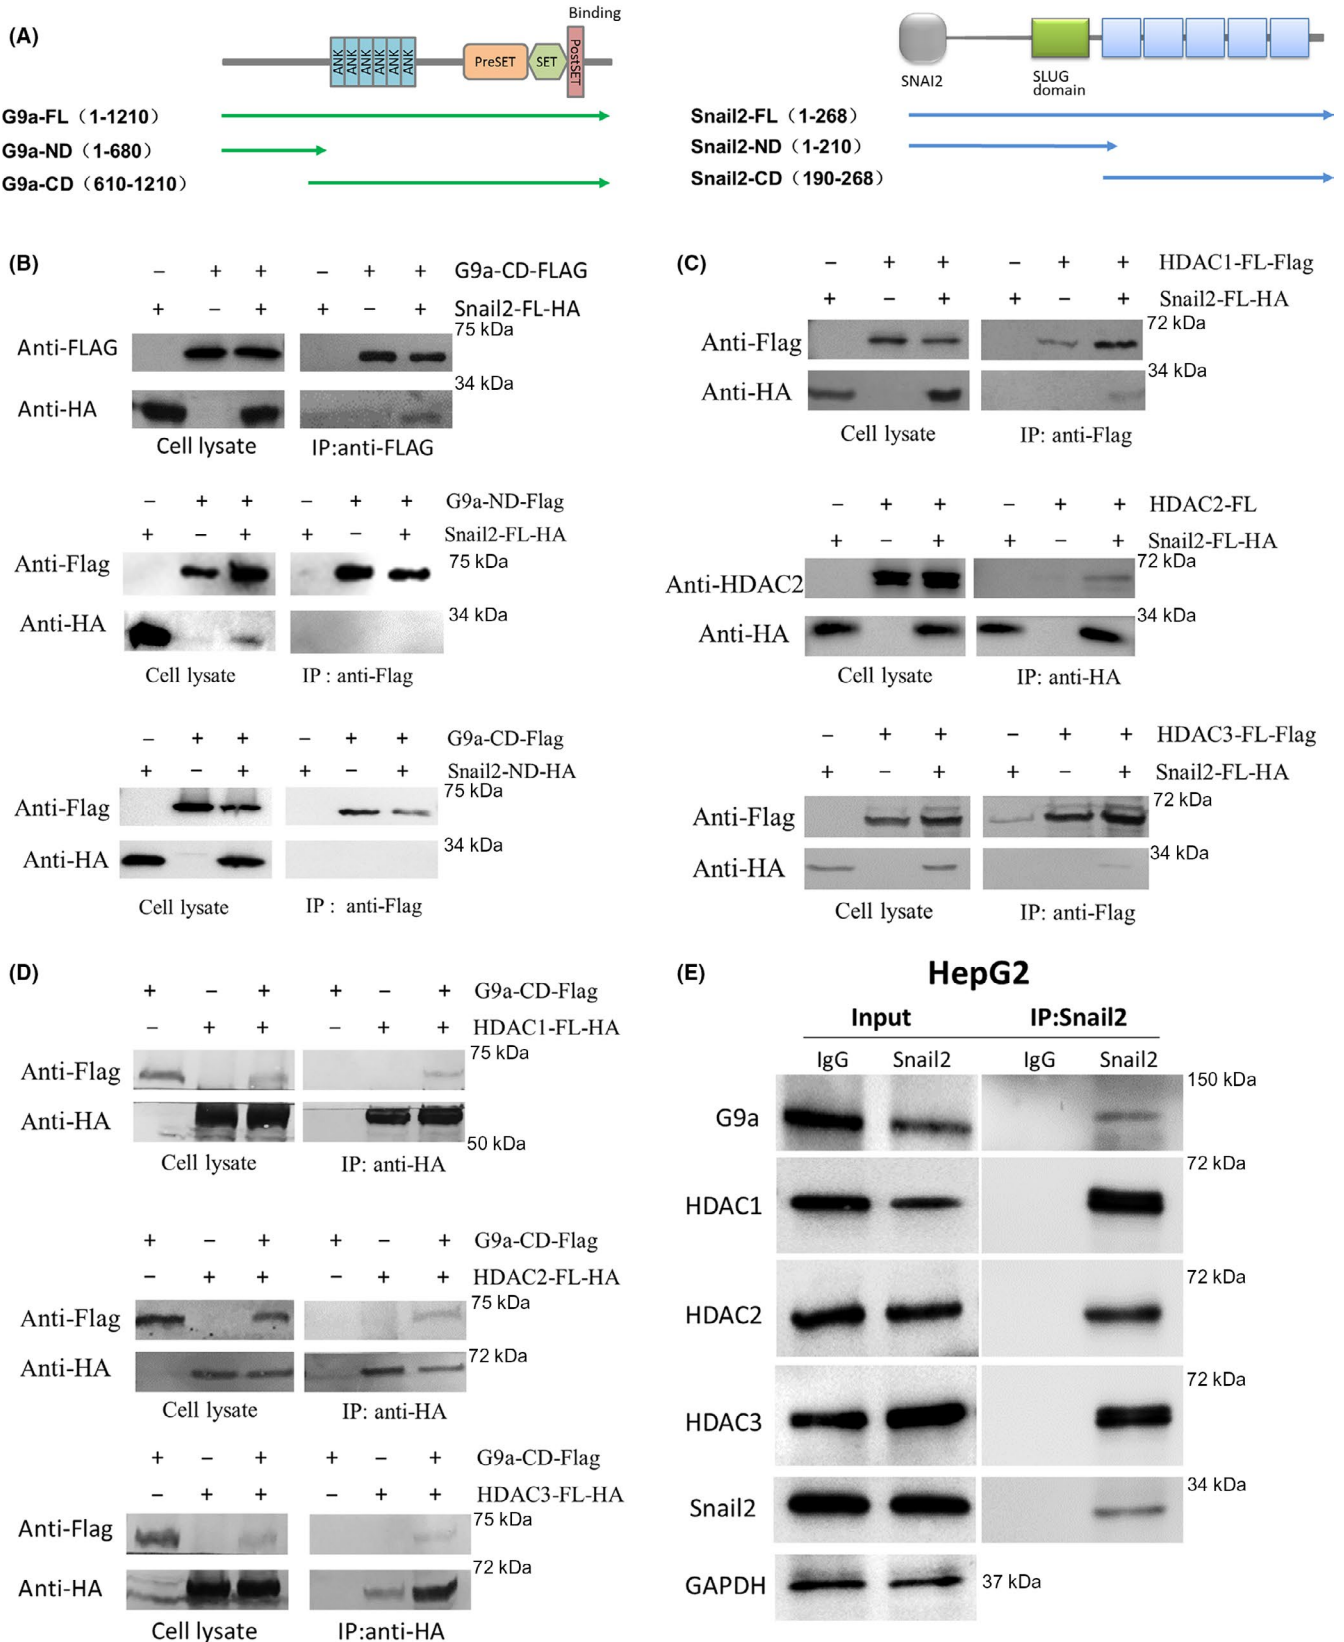 (A)
Binding
ANK ANK ANK ANK ANK ANK PreSET SET PostSET
G9a-FL（1-1210）
G9a-ND（1-680）
G9a-CD（610-1210）
SNAI2 SLUG
domain
Snail2-FL（1-268）
Snail2-ND（1-210）
Snail2-CD（190-268）
(B)
– + + – + + G9a-CD-FLAG
+ – + + – + Snail2-FL-HA
75 kDa
Anti-FLAG
34 kDa
Anti-HA
Cell lysate IP:anti-FLAG
– + + – + + G9a-ND-Flag
+ – + + – + Snail2-FL-HA
Anti-Flag 75 kDa
34 kDa
Anti-HA
Cell lysate IP : anti-Flag
– + + – + + G9a-CD-Flag
+ – + + – + Snail2-ND-HA
75 kDa
Anti-Flag
34 kDa
Anti-HA
Cell lysate IP : anti-Flag
(C)
– + + – + + HDAC1-FL-Flag
+ – + + – + Snail2-FL-HA
72 kDa
Anti-Flag
34 kDa
Anti-HA
Cell lysate IP: anti-Flag
– + + – + + HDAC2-FL
+ – + + – + Snail2-FL-HA
72 kDa
Anti-HDAC2
34 kDa
Anti-HA
Cell lysate IP: anti-HA
– + + – + + HDAC3-FL-Flag
+ – + + – + Snail2-FL-HA
72 kDa
Anti-Flag
34 kDa
Anti-HA
Cell lysate IP: anti-Flag
(D)
+ – + + – + G9a-CD-Flag
– + + – + + HDAC1-FL-HA
75 kDa
Anti-Flag
Anti-HA
50 kDa
Cell lysate IP: anti-HA
+ – + + – + G9a-CD-Flag
– + + – + + HDAC2-FL-HA
75 kDa
Anti-Flag
72 kDa
Anti-HA
Cell lysate IP: anti-HA
+ – + + – + G9a-CD-Flag
– + + – + + HDAC3-FL-HA
75 kDa
Anti-Flag
72 kDa
Anti-HA
Cell lysate IP:anti-HA
(E)
HepG2
Input IP:Snail2
IgG Snail2 IgG Snail2
150 kDa
G9a
72 kDa
HDAC1
72 kDa
HDAC2
72 kDa
HDAC3
34 kDa
Snail2
GAPDH 37 kDa